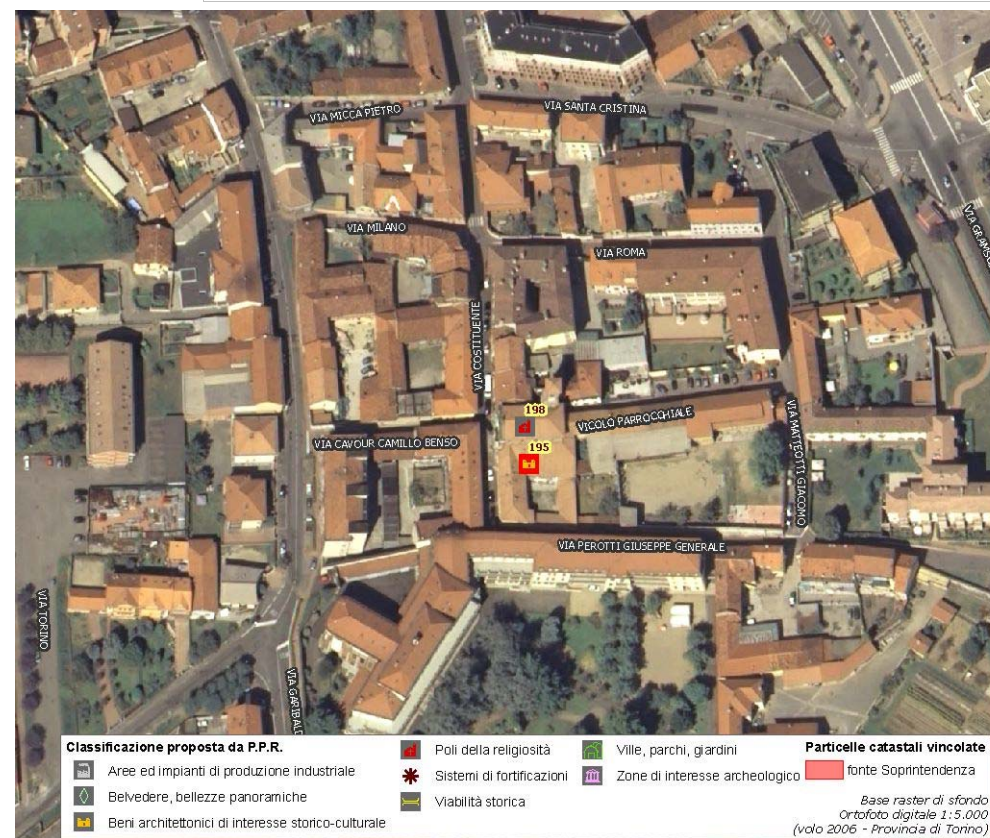 VIA MICCA PIETRO
VIA SANTA CRISTINA
VIA MILANO
VIA ROMA
VIA COSTITUENTE
198
VICOLO PARROCCHIALE
195
VIA CAVOUR CAMILLO BENSO
VIA MATTEOTTI GIACOMO
VIA PEROTTI GIUSEPPE GENERALE
VIA TORINO
Classificazione proposta da P.P.R.
Aree ed impianti di produzione industriale
Belvedere, bellezze panoramiche
Beni architettonici di interesse storico-culturale
Poli della religiosità
Sistemi di fortificazioni
Viabilità storica
Ville, parchi, giardini
Zone di interesse archeologico
Particelle catastali vincolate
fonte Soprintendenza
Base raster di sfondo
Ortofoto digitale 1:5.000
(volo 2006 - Provincia di Torino)
VIA GARIBALD
VIA GRAMSC